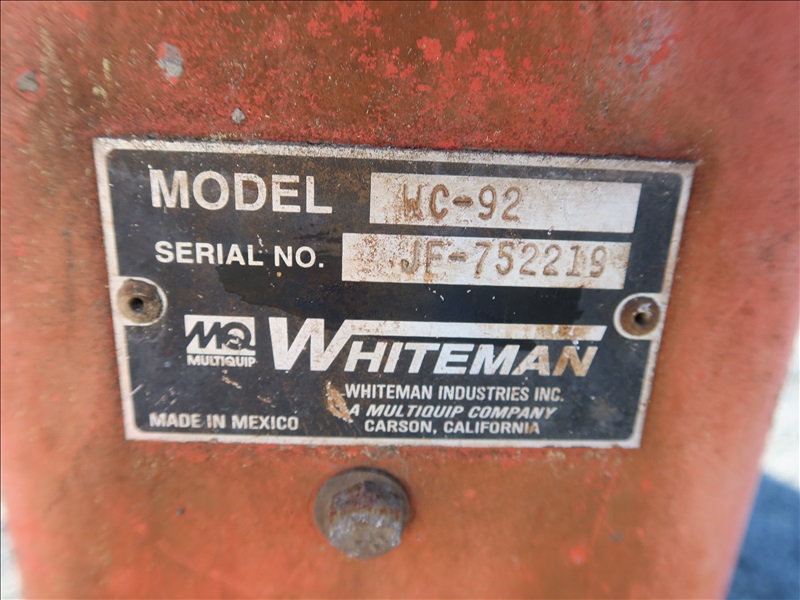 MODEL WC-92
SERIAL NO. JE-752219
MQ WHITEMAN
MULTIQUIP
WHITEMAN INDUSTRIES INC.
A MULTIQUIP COMPANY
MADE IN MEXICO CARSON, CALIFORNIA